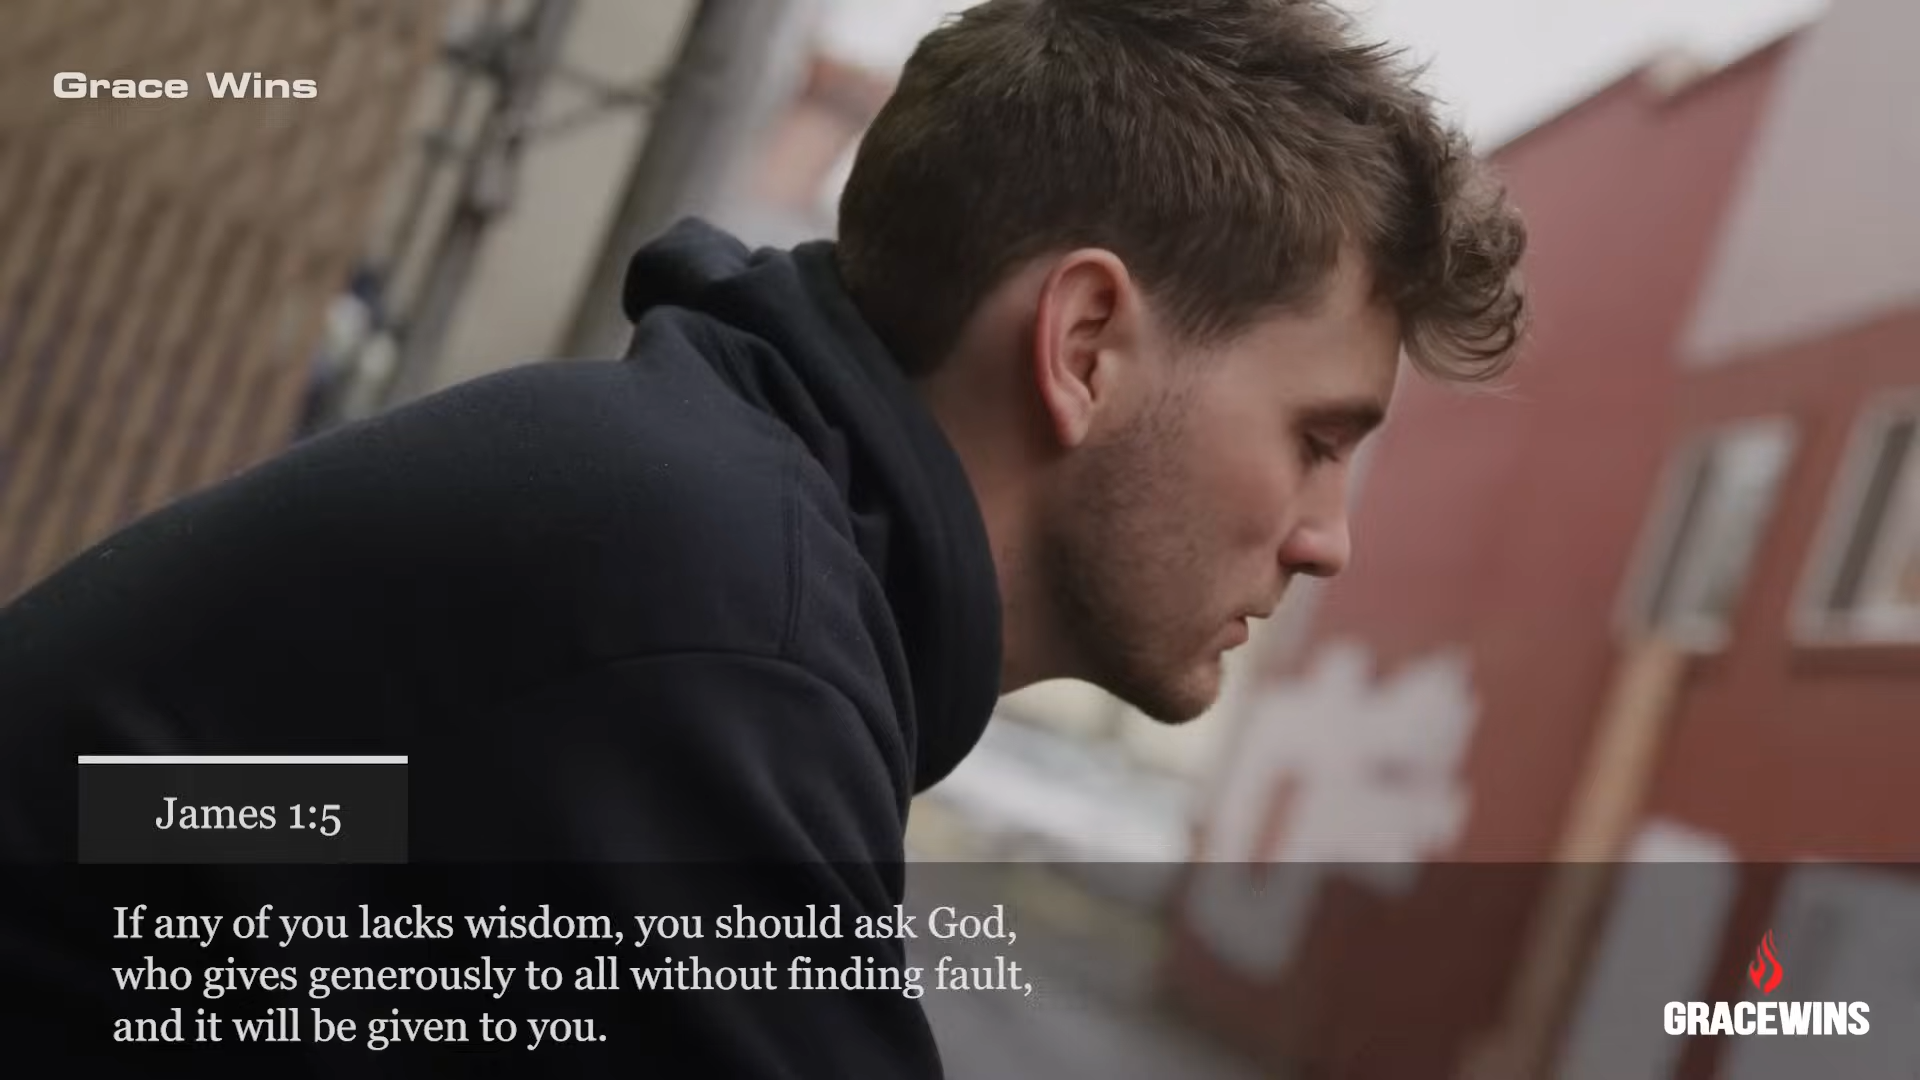 Grace Wins
James 1:5
If any of you lacks wisdom, you should ask God,
who gives generously to all without finding fault,
and it will be given to you.
GRACEWINS